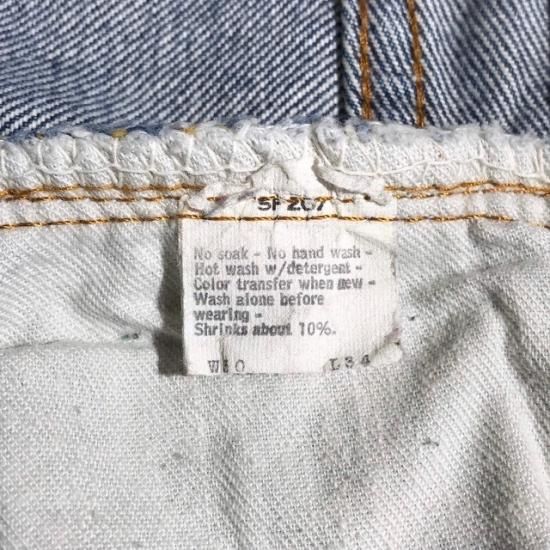 SF 207
No soak - No hand wash -
Hot wash w/detergent -
Color transfer when new -
Wash alone before
wearing -
Shrinks about 10%.
L34